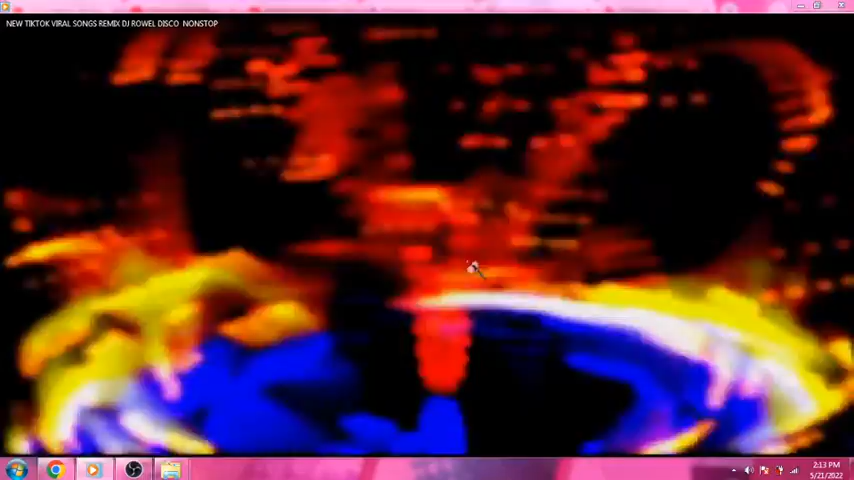 NEW TIKTOK VIRAL SONGS REMIX DJ ROWEL DISCO  NONSTOP
2:13 PM
5/21/2022